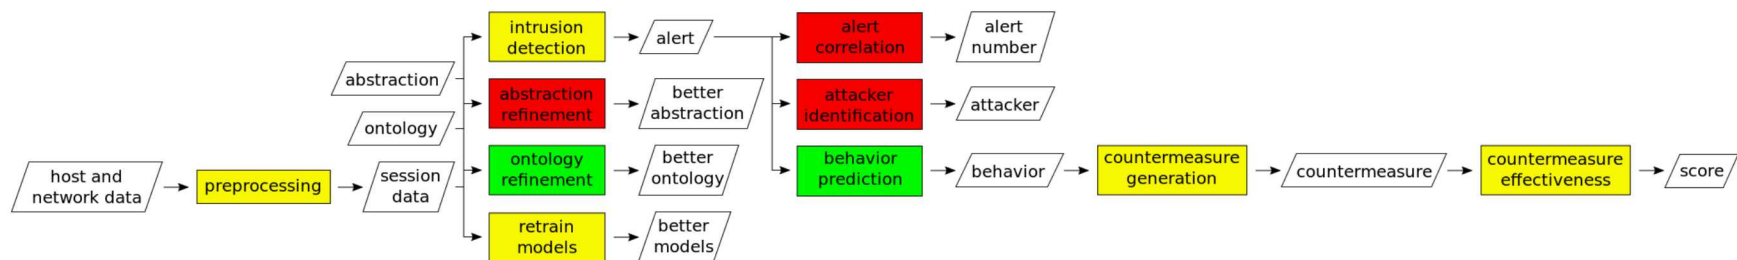 host and
network data
preprocessing
abstraction
ontology
session
data
intrusion
detection
alert
abstraction
refinement
better
abstraction
ontology
refinement
better
ontology
retrain
models
better
models
alert
correlation
alert
number
attacker
identification
attacker
behavior
prediction
behavior
countermeasure
generation
countermeasure
countermeasure
effectiveness
score